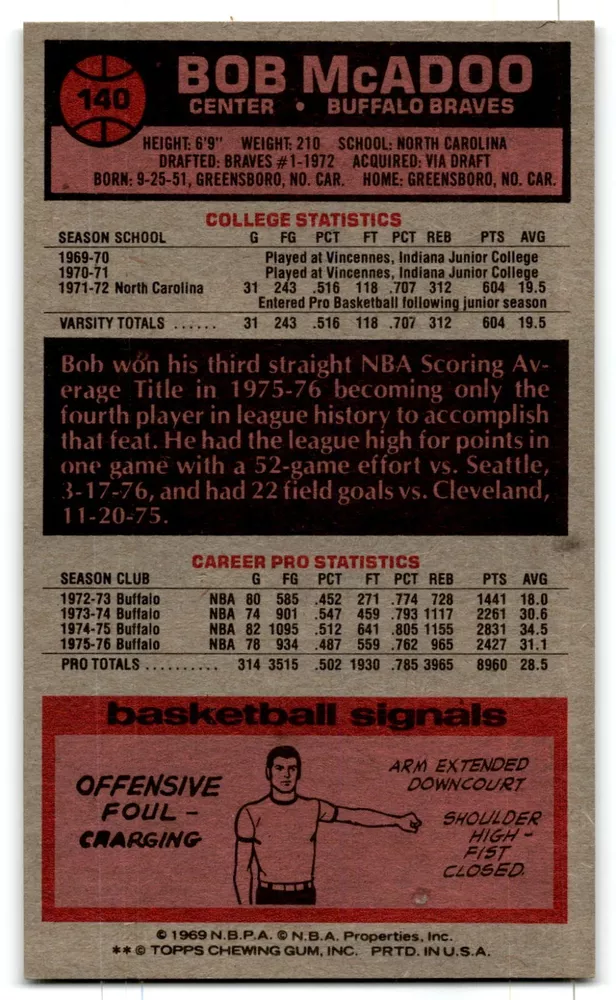 140
BOB McADOO
CENTER • BUFFALO BRAVES
HEIGHT: 6'9" WEIGHT: 210 SCHOOL: NORTH CAROLINA
DRAFTED: BRAVES #1-1972 ACQUIRED: VIA DRAFT
BORN: 9-25-51, GREENSBORO, NO. CAR. HOME: GREENSBORO, NO. CAR.
COLLEGE STATISTICS
SEASON SCHOOL G FG PCT FT PCT REB PTS AVG
1969-70 Played at Vincennes, Indiana Junior College
1970-71 Played at Vincennes, Indiana Junior College
1971-72 North Carolina 31 243 .516 118 .707 312 604 19.5
Entered Pro Basketball following junior season
VARSITY TOTALS ...... 31 243 .516 118 .707 312 604 19.5
Bob won his third straight NBA Scoring Av-
erage Title in 1975-76 becoming only the
fourth player in league history to accomplish
that feat. He had the league high for points in
one game with a 52-game effort vs. Seattle,
3-17-76, and had 22 field goals vs. Cleveland,
11-20-75.
CAREER PRO STATISTICS
SEASON CLUB G FG PCT FT PCT REB PTS AVG
1972-73 Buffalo NBA 80 585 .452 271 .774 728 1441 18.0
1973-74 Buffalo NBA 74 901 .547 459 .793 1117 2261 30.6
1974-75 Buffalo NBA 82 1095 .512 641 .805 1155 2831 34.5
1975-76 Buffalo NBA 78 934 .487 559 .762 965 2427 31.1
PRO TOTALS .......... 314 3515 .502 1930 .785 3965 8960 28.5
basketball signals
OFFENSIVE
FOUL -
CHARGING
ARM EXTENDED
DOWNCOURT
SHOULDER
HIGH -
FIST
CLOSED.
© 1969 N.B.P.A. © N.B.A. Properties, Inc.
** © TOPPS CHEWING GUM, INC. PRTD. IN U.S.A.